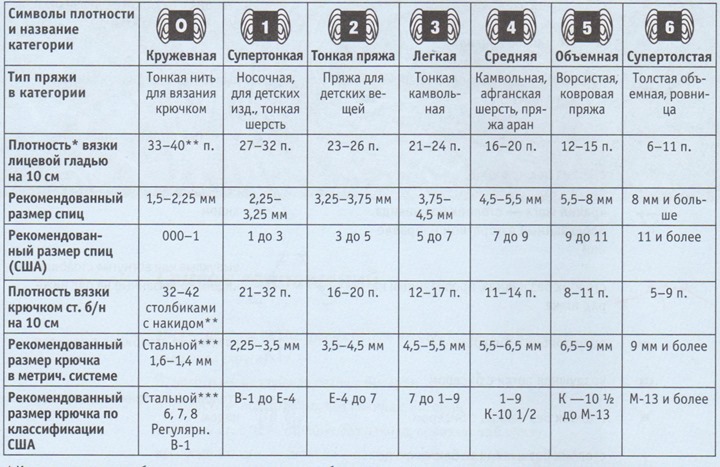 Символы плотности и название категории | 0 Кружевная | 1 Супертонкая | 2 Тонкая пряжа | 3 Легкая | 4 Средняя | 5 Объемная | 6 Супертолстая
Тип пряжи в категории | Тонкая нить для вязания крючком | Носочная, для детских изд., тонкая шерсть | Пряжа для детских вещей | Тонкая камвольная | Камвольная, афганская шерсть, пряжа аран | Ворсистая, ковровая пряжа | Толстая объемная, ровница
Плотность* вязки лицевой гладью на 10 см | 33–40** п. | 27–32 п. | 23–26 п. | 21–24 п. | 16–20 п. | 12–15 п. | 6–11 п.
Рекомендованный размер спиц | 1,5–2,25 мм | 2,25–3,25 мм | 3,25–3,75 мм | 3,75–4,5 мм | 4,5–5,5 мм | 5,5–8 мм | 8 мм и больше
Рекомендованный размер спиц (США) | 000–1 | 1 до 3 | 3 до 5 | 5 до 7 | 7 до 9 | 9 до 11 | 11 и более
Плотность вязки крючком ст. б/н на 10 см | 32–42 столбиками с накидом** | 21–32 п. | 16–20 п. | 12–17 п. | 11–14 п. | 8–11 п. | 5–9 п.
Рекомендованный размер крючка в метрич. системе | Стальной*** 1,6–1,4 мм | 2,25–3,5 мм | 3,5–4,5 мм | 4,5–5,5 мм | 5,5–6,5 мм | 6,5–9 мм | 9 мм и более
Рекомендованный размер крючка по классификации США | Стальной*** 6, 7, 8 Регулярн. В-1 | В-1 до Е-4 | Е-4 до 7 | 7 до 1–9 | 1–9 К-10 1/2 | К —10 ½ до М-13 | М-13 и более